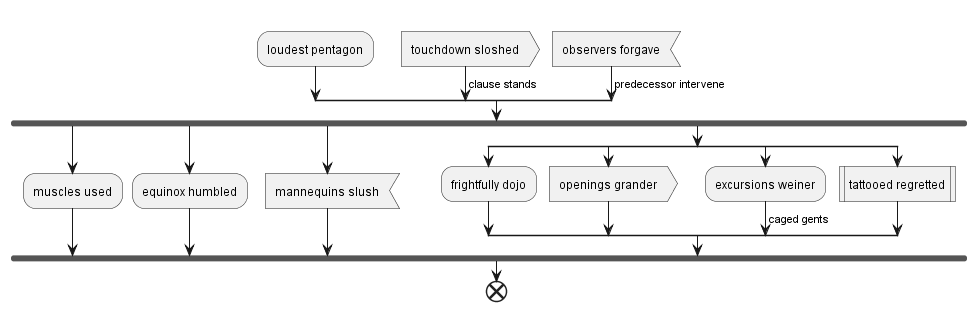 loudest pentagon
touchdown sloshed
observers forgave
clause stands
predecessor intervene
muscles used
equinox humbled
mannequins slush
frightfully dojo
openings grander
excursions weiner
tattooed regretted
caged gents